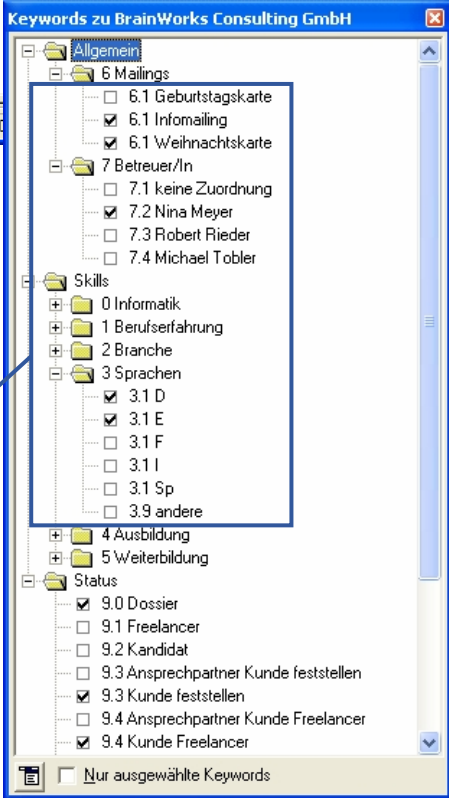 Keywords zu BrainWorks Consulting GmbH
Allgemein
6 Mailings
6.1 Geburtstagskarte
6.1 Infomailing
6.1 Weihnachtskarte
7 Betreuer/In
7.1 keine Zuordnung
7.2 Nina Meyer
7.3 Robert Rieder
7.4 Michael Tobler
Skills
0 Informatik
1 Berufserfahrung
2 Branche
3 Sprachen
3.1 D
3.1 E
3.1 F
3.1 I
3.1 Sp
3.9 andere
4 Ausbildung
5 Weiterbildung
Status
9.0 Dossier
9.1 Freelancer
9.2 Kandidat
9.3 Ansprechpartner Kunde feststellen
9.3 Kunde feststellen
9.4 Ansprechpartner Kunde Freelancer
9.4 Kunde Freelancer
Nur ausgewählte Keywords